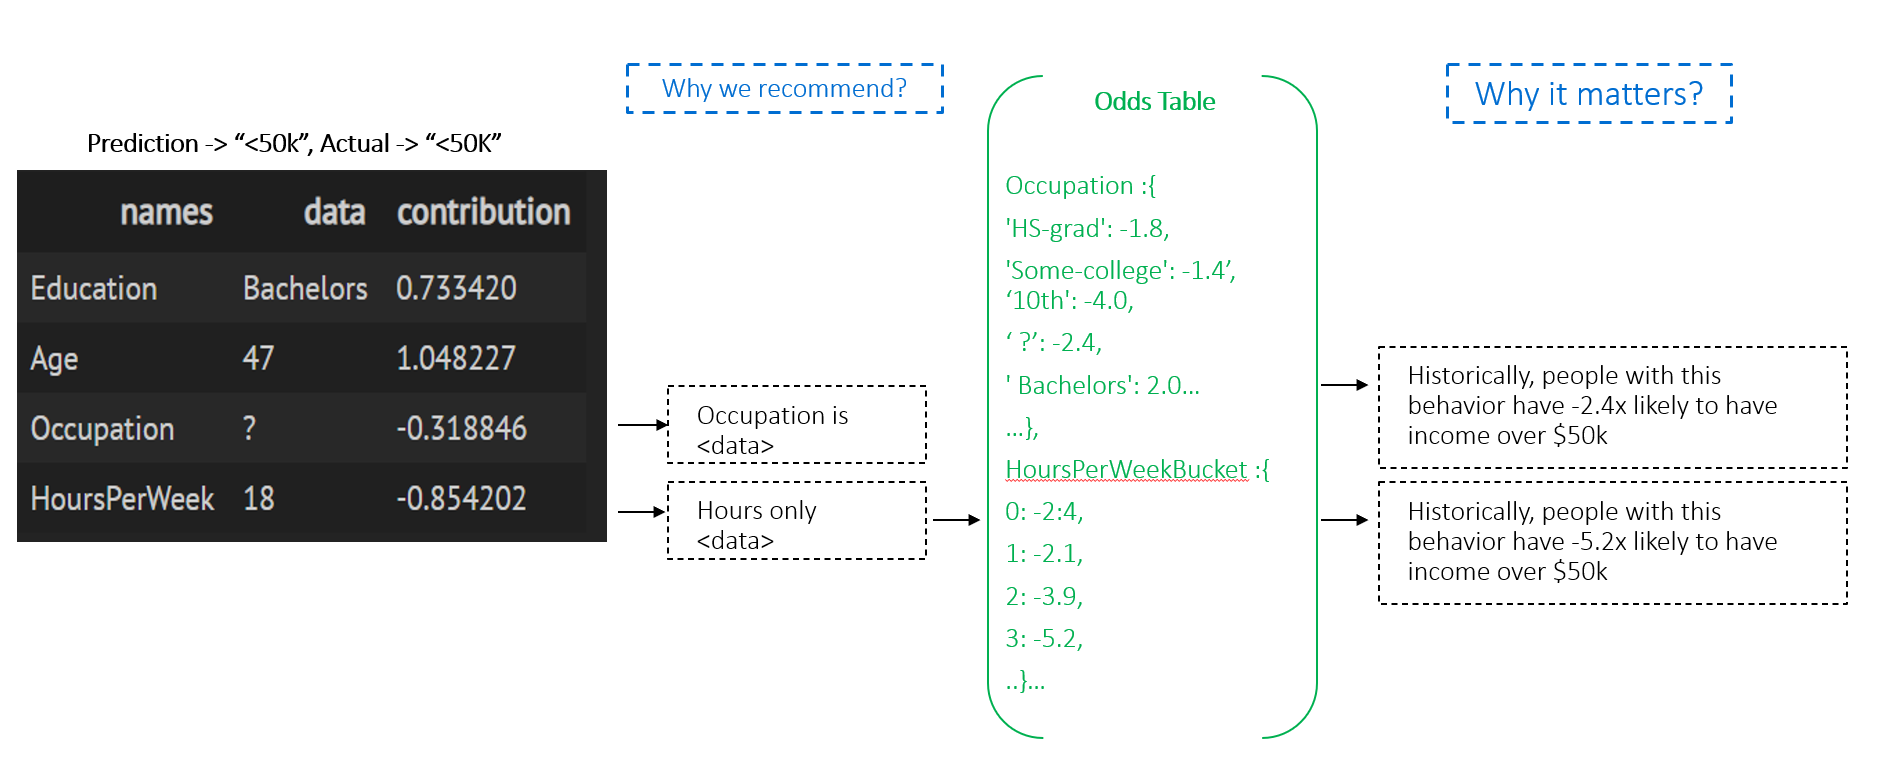 Why we recommend?
Odds Table
Why it matters?
Prediction -> “<50k”, Actual -> “<50K”
names data contribution
Education Bachelors 0.733420
Age 47 1.048227
Occupation ? -0.318846
HoursPerWeek 18 -0.854202
Occupation is
<data>
Hours only
<data>
Occupation :{
'HS-grad': -1.8,
'Some-college': -1.4’,
‘10th': -4.0,
‘ ?’: -2.4,
' Bachelors': 2.0...
...},
HoursPerWeekBucket :{
0: -2:4,
1: -2.1,
2: -3.9,
3: -5.2,
..}...
Historically, people with this
behavior have -2.4x likely to have
income over $50k
Historically, people with this
behavior have -5.2x likely to have
income over $50k